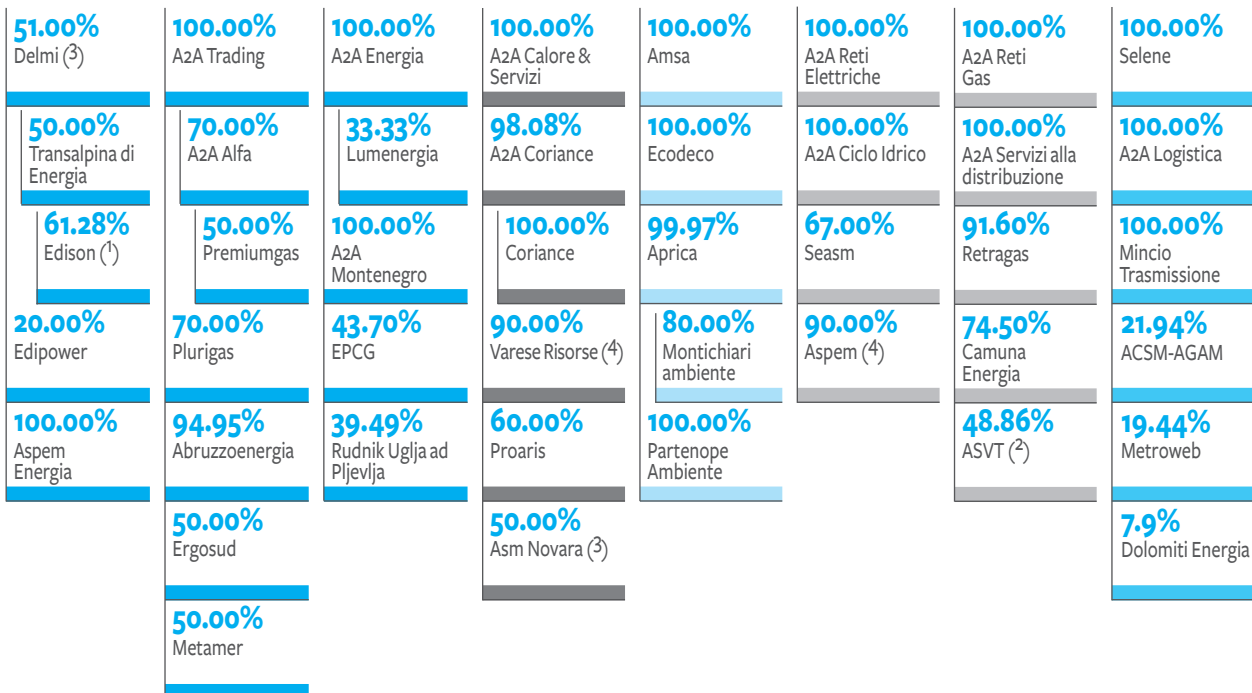 51.00%
Delmi (3)
50.00%
Transalpina di
Energia
61.28%
Edison (1)
20.00%
Edipower
100.00%
Aspem
Energia
100.00%
A2A Trading
70.00%
A2A Alfa
50.00%
Premiumgas
70.00%
Plurigas
94.95%
Abruzzoenergia
50.00%
Ergosud
50.00%
Metamer
100.00%
A2A Energia
33.33%
Lumenergia
100.00%
A2A
Montenegro
43.70%
EPCG
39.49%
Rudnik Uglja ad
Pljevlja
100.00%
A2A Calore &
Servizi
98.08%
A2A Coriance
100.00%
Coriance
90.00%
Varese Risorse (4)
60.00%
Proaris
50.00%
Asm Novara (3)
100.00%
Amsa
100.00%
Ecodeco
99.97%
Aprica
80.00%
Montichiari
ambiente
100.00%
Partenope
Ambiente
100.00%
A2A Reti
Elettriche
100.00%
A2A Ciclo Idrico
67.00%
Seasm
90.00%
Aspem (4)
100.00%
A2A Reti
Gas
100.00%
A2A Servizi alla
distribuzione
91.60%
Retragas
74.50%
Camuna
Energia
48.86%
ASVT (2)
100.00%
Selene
100.00%
A2A Logistica
100.00%
Mincio
Trasmissione
21.94%
ACSM-AGAM
19.44%
Metroweb
7.9%
Dolomiti Energia